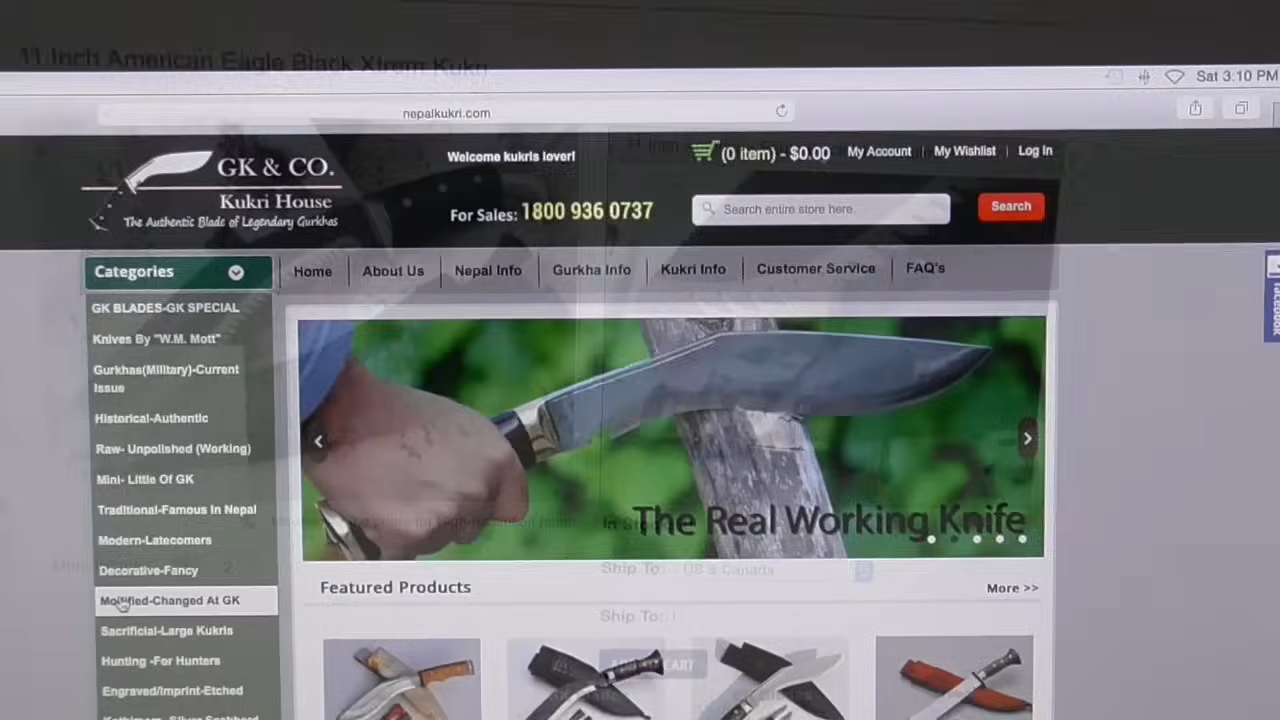 11 Inch American Eagle Black Xtrem Kukri
Sat 3:10 PM
nepalkukri.com
GK & CO.
Kukri House
The Authentic Blade of Legendary Gurkhas
Welcome kukris lover!
For Sales: 1800 936 0737
(0 item) - $0.00
My Account
My Wishlist
Log In
Search entire store here.
Search
Categories
Home
About Us
Nepal Info
Gurkha Info
Kukri Info
Customer Service
FAQ's
GK BLADES-GK SPECIAL
Knives By "W.M. Mott"
Gurkhas(Military)-Current
Issue
Historical-Authentic
Raw- Unpolished (Working)
Mini- Little Of GK
Traditional-Famous In Nepal
Modern-Latecomers
Decorative-Fancy
Modified-Changed At GK
Sacrificial-Large Kukris
Hunting -For Hunters
Engraved/Imprint-Etched
The Real Working Knife
Ship To: US & Canada
Featured Products
More >>
Ship To: